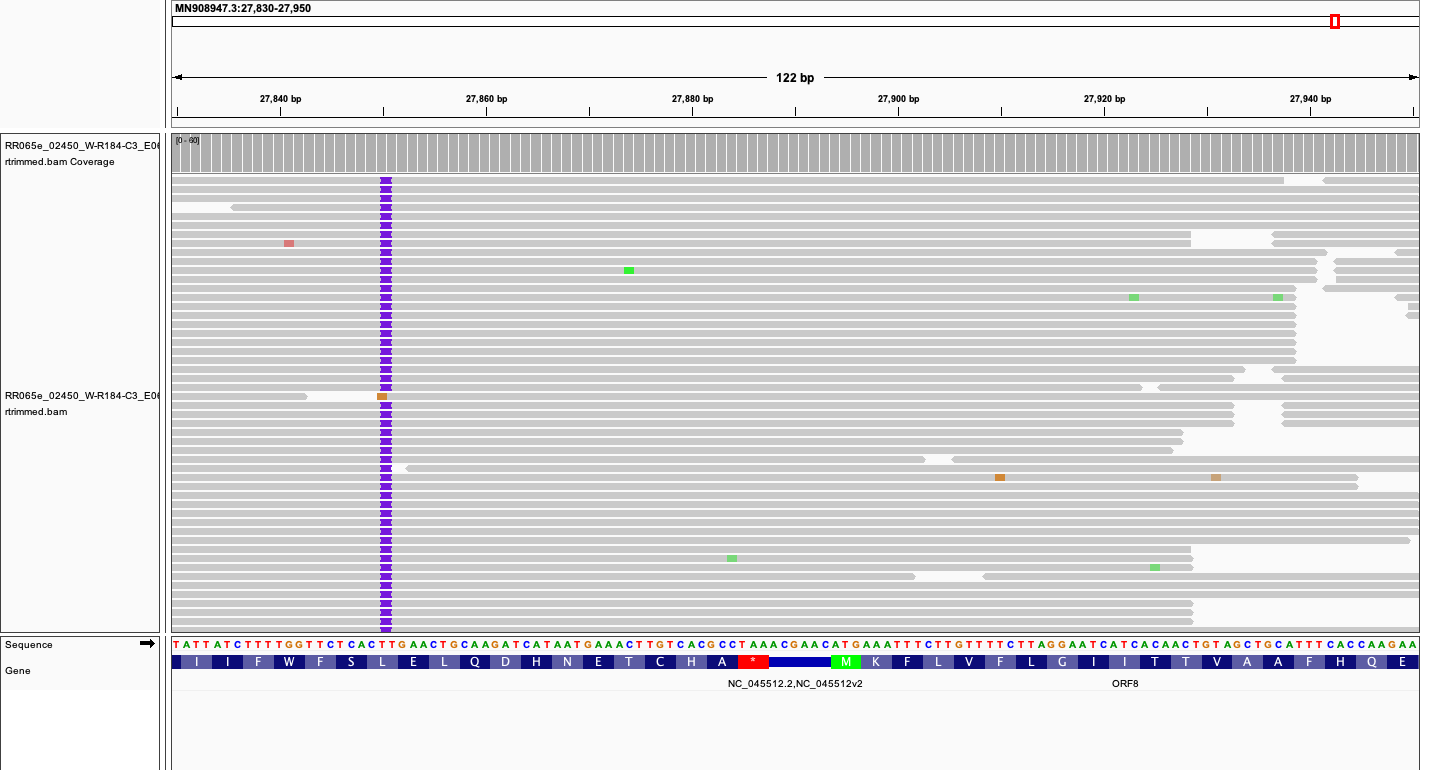 MN908947.3:27,830-27,950
122 bp
27,840 bp 27,860 bp 27,880 bp 27,900 bp 27,920 bp 27,940 bp
[0 - 60]
RR065e_02450_W-R184-C3_E0
rtrimmed.bam Coverage
RR065e_02450_W-R184-C3_E0
rtrimmed.bam
Sequence TATTATCTTTTGGTTCTCACTTGAACTGCAAGATCATAATGAAACTTGTCACGCCTAAACGAACATGAAATTTCTTGTTTTCTTAGGAATCATCACAACTGTAGCTGCATTTCACCAAGAA
Gene I I F W F S L E L Q D H N E T C H A * M K F L V F L G I I T T V A A F H Q E
NC_045512.2,NC_045512v2 ORF8